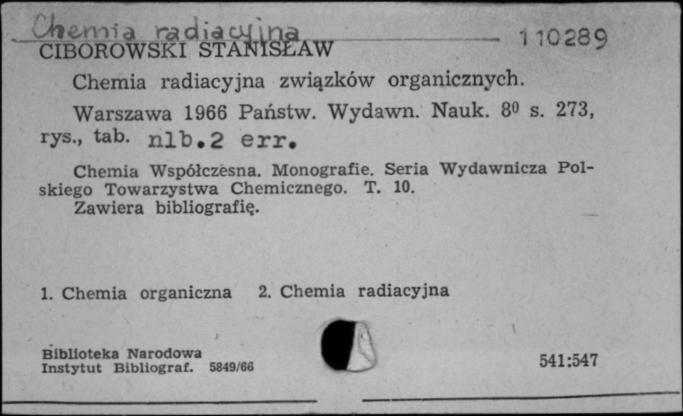 Chemia radiacyjna
110289
CIBOROWSKI STANISŁAW
Chemia radiacyjna związków organicznych.
Warszawa 1966 Państw. Wydawn. Nauk. 8⁰ s. 273,
rys., tab. nlb.2 err.
Chemia Współczesna. Monografie. Seria Wydawnicza Pol-
skiego Towarzystwa Chemicznego. T. 10.
Zawiera bibliografię.
1. Chemia organiczna 2. Chemia radiacyjna
Biblioteka Narodowa
Instytut Bibliograf. 5849/66
541:547